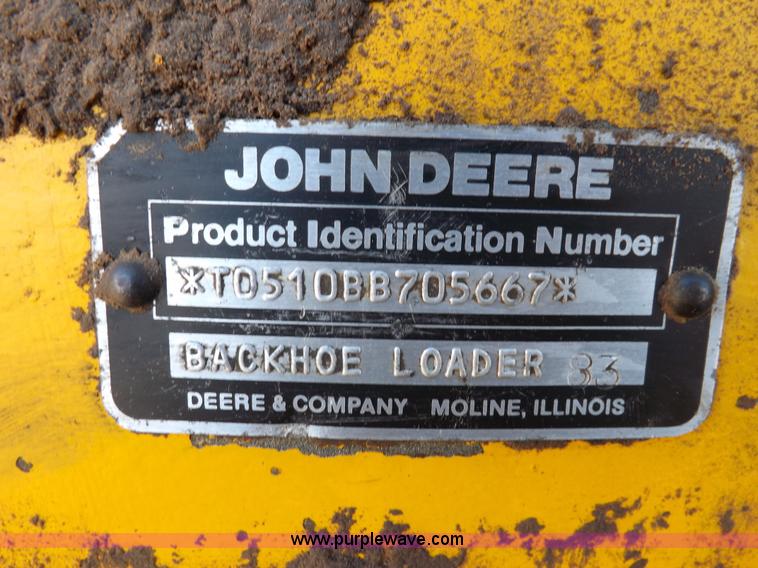 JOHN DEERE
Product Identification Number
*T0510BB705667*
BACKHOE LOADER 83
DEERE & COMPANY MOLINE, ILLINOIS
www.purplewave.com